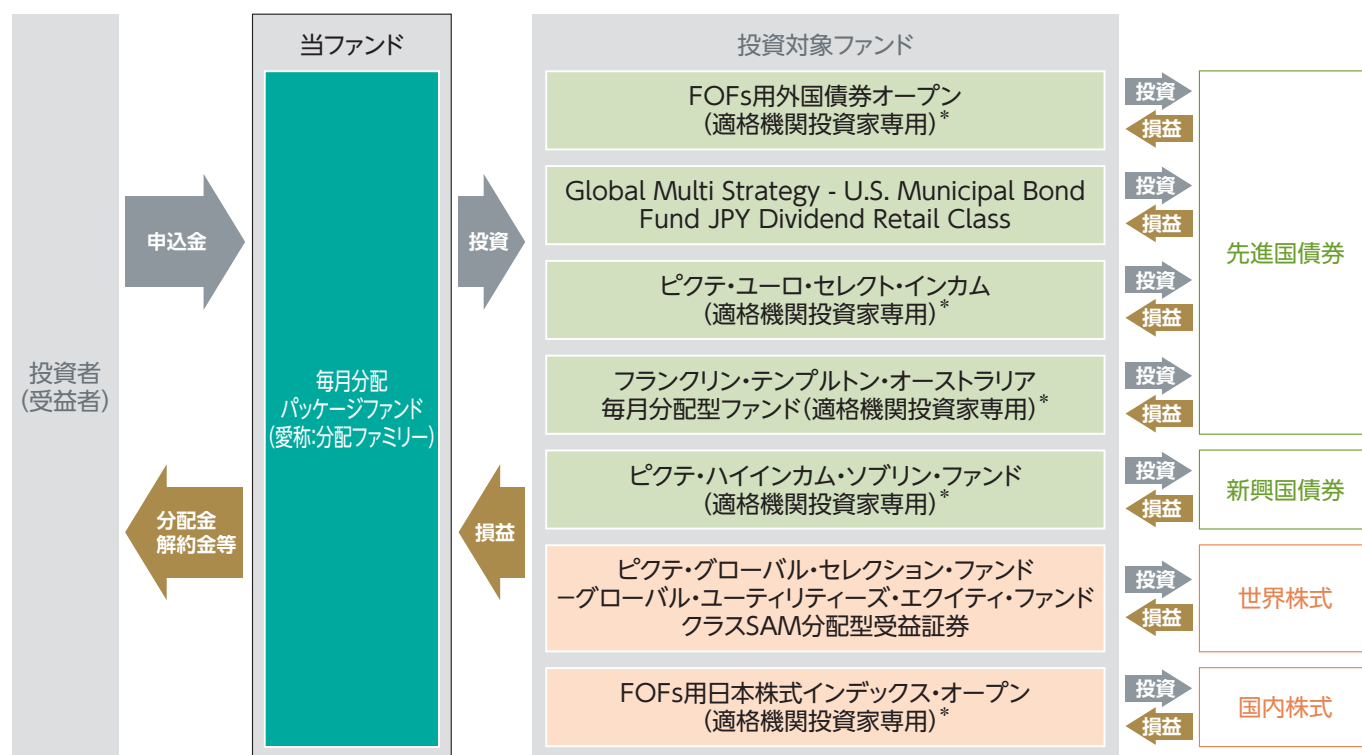 当ファンド
投資対象ファンド
投資者
(受益者)
申込金
分配金
解約金等
毎月分配
パッケージファンド
(愛称:分配ファミリー)
投資
損益
FOFs用外国債券オープン
(適格機関投資家専用)*
投資
損益
Global Multi Strategy - U.S. Municipal Bond
Fund JPY Dividend Retail Class
投資
損益
ピクテ・ユーロ・セレクト・インカム
(適格機関投資家専用)*
投資
損益
フランクリン・テンプルトン・オーストラリア
毎月分配型ファンド(適格機関投資家専用)*
投資
損益
先進国債券
ピクテ・ハイインカム・ソブリン・ファンド
(適格機関投資家専用)*
投資
損益
新興国債券
ピクテ・グローバル・セレクション・ファンド
−グローバル・ユーティリティーズ・エクイティ・ファンド
クラスSAM分配型受益証券
投資
損益
世界株式
FOFs用日本株式インデックス・オープン
(適格機関投資家専用)*
投資
損益
国内株式